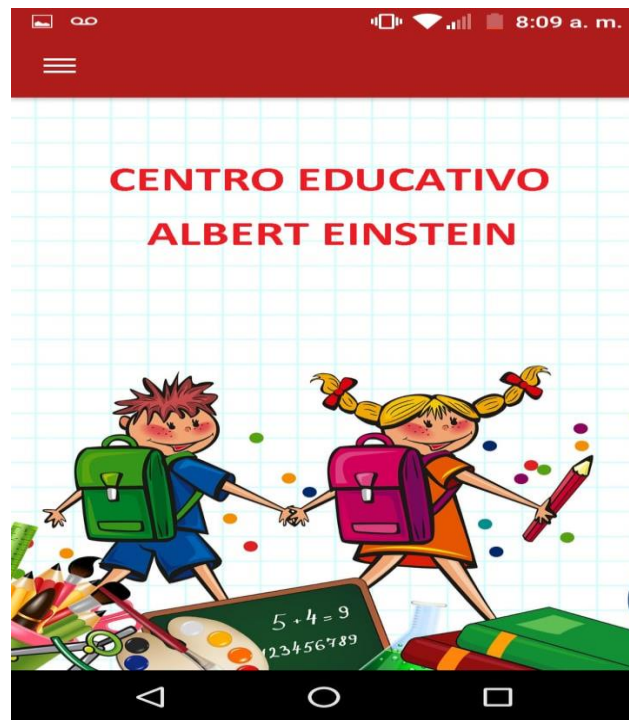 8:09 a. m.
CENTRO EDUCATIVO
ALBERT EINSTEIN
5+4=9
123456789